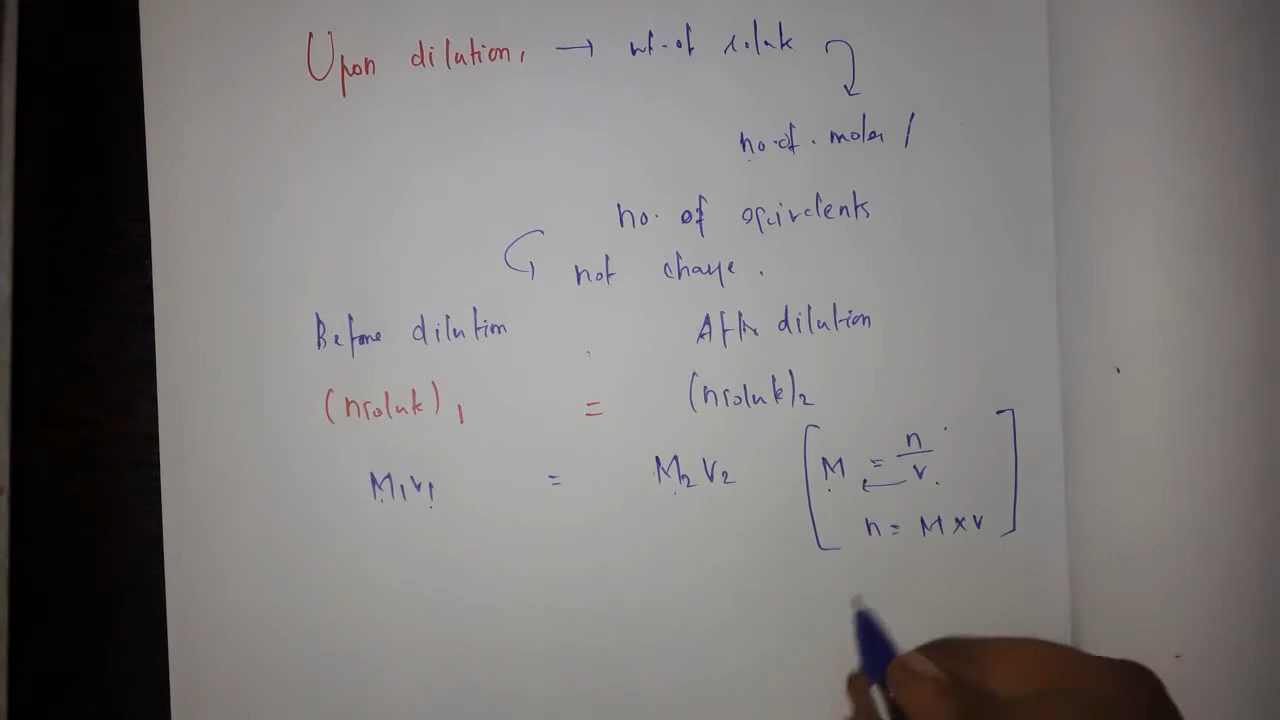 Upon dilution, → wt. of solute
no. of. moles /
no. of equivalents
not change.
Before dilution After dilution
(nsolute)1 = (nsolute)2
M1V1 = M2V2 [M = n/v
n = M×v]